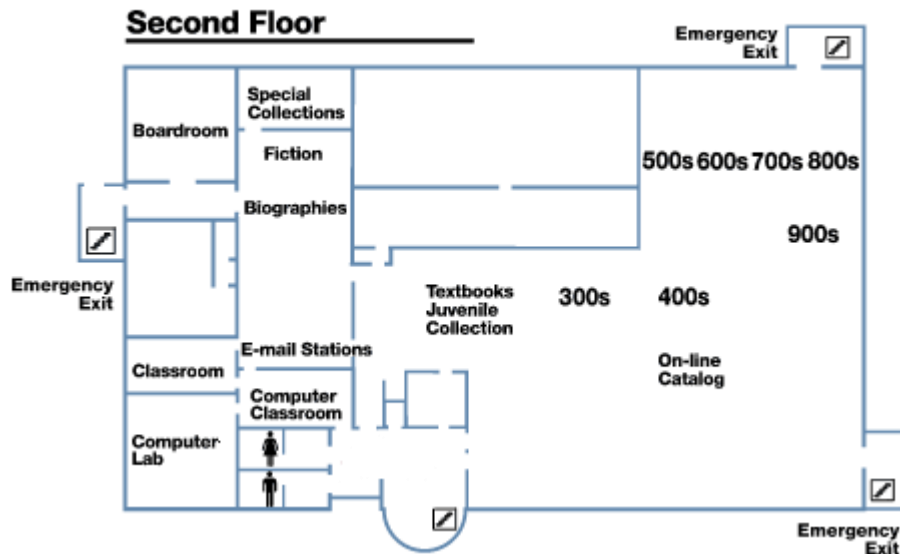 Second Floor
Emergency
Exit
Special
Collections
Boardroom
Fiction
500s 600s 700s 800s
Biographies
900s
Emergency
Exit
Textbooks
Juvenile
Collection
300s
400s
E-mail Stations
Classroom
On-line
Catalog
Computer
Classroom
Computer
Lab
Emergency
Exit